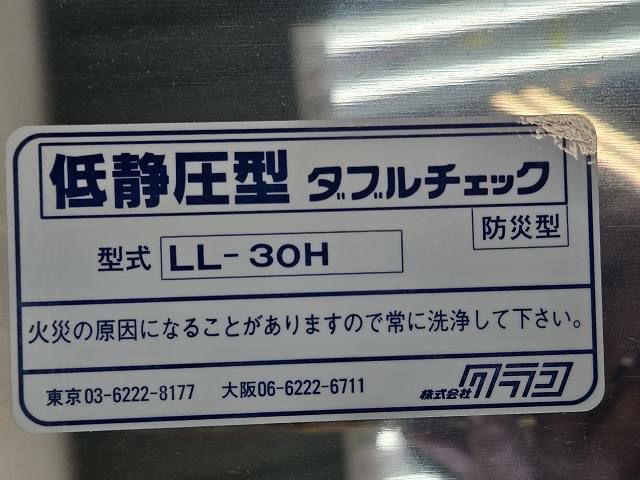 低静圧型 ダブルチェック
防災型
型式 LL-30H
火災の原因になることがありますので常に洗浄して下さい。
東京03-6222-8177 大阪06-6222-6711 株式会社クラコ